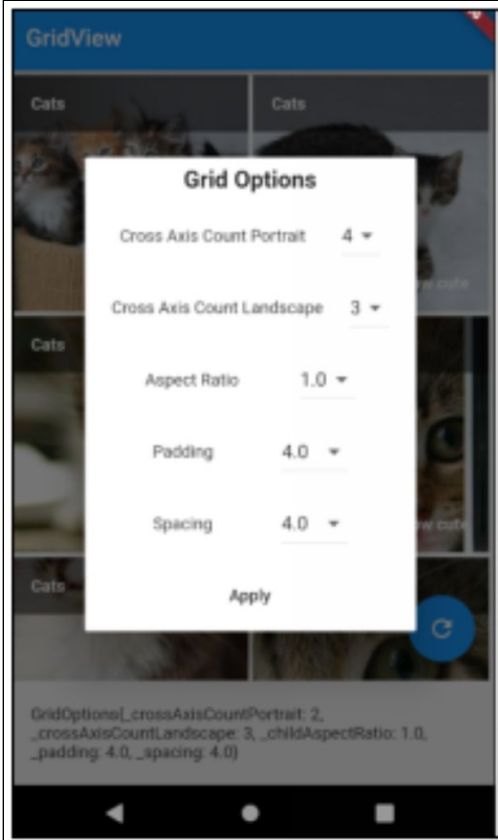 GridView
Cats
Cats
Grid Options
Cross Axis Count Portrait 4
w cute
Cross Axis Count Landscape 3
Cats
Aspect Ratio 1.0
Padding 4.0
Spacing 4.0
w cute
Cats
Apply
GridOptions{_crossAxisCountPortrait: 2,
_crossAxisCountLandscape: 3, _childAspectRatio: 1.0,
_padding: 4.0, _spacing: 4.0}